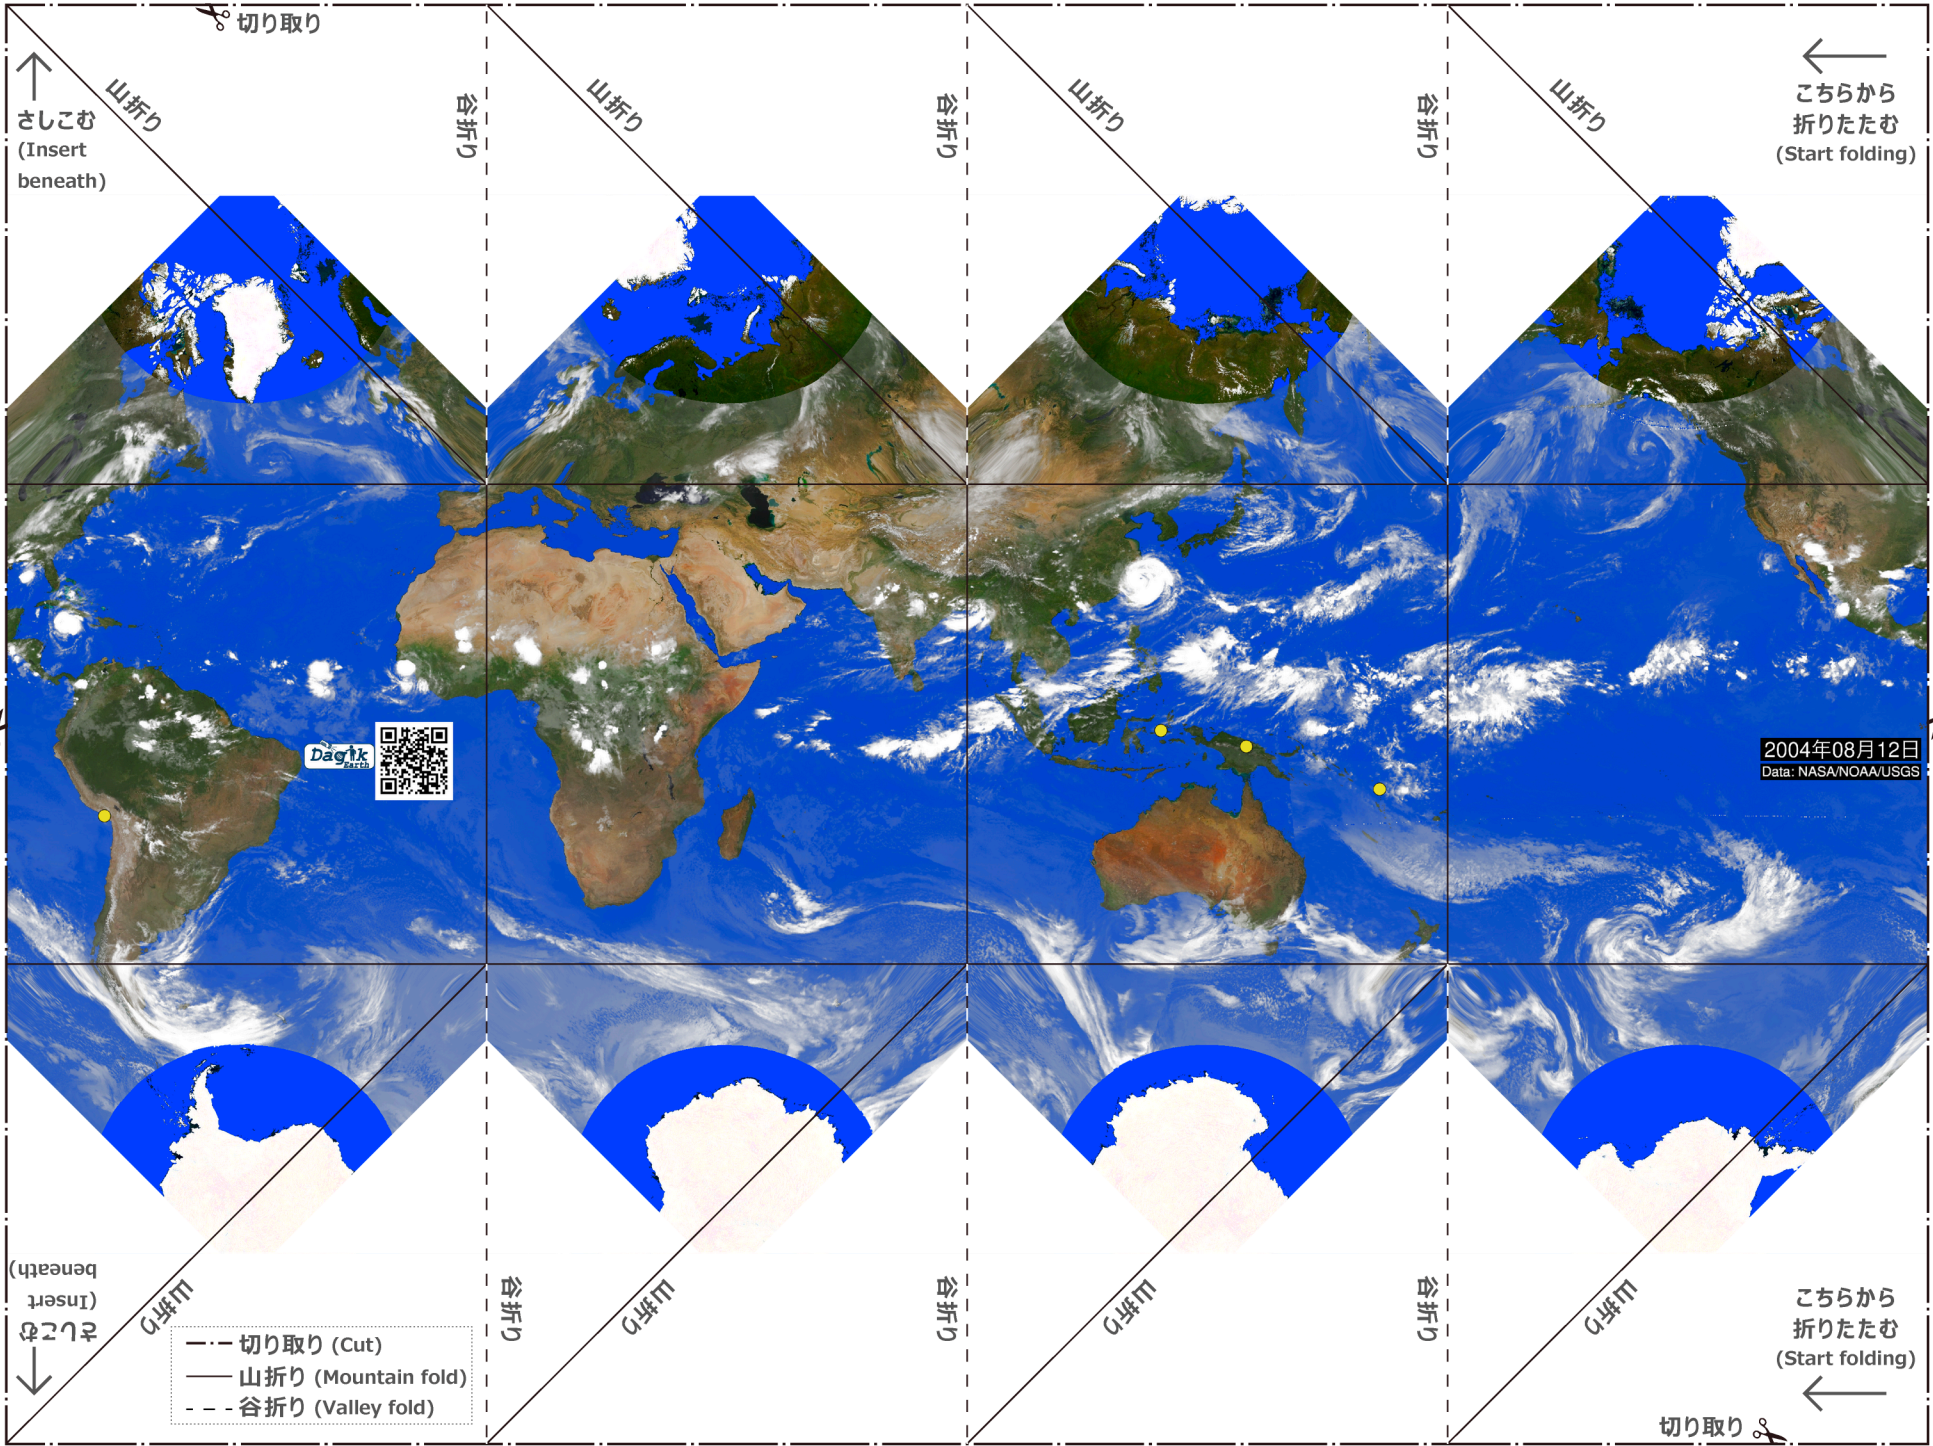 切り取り
山折り
谷折り
山折り
谷折り
山折り
谷折り
山折り
さしこむ
(Insert
beneath)
こちらから
折りたたむ
(Start folding)
Dagik
Earth
2004年08月12日
Data: NASA/NOAA/USGS
さしこむ
(Insert
beneath)
山折り
谷折り
山折り
谷折り
山折り
谷折り
山折り
こちらから
折りたたむ
(Start folding)
切り取り (Cut)
山折り (Mountain fold)
谷折り (Valley fold)
切り取り